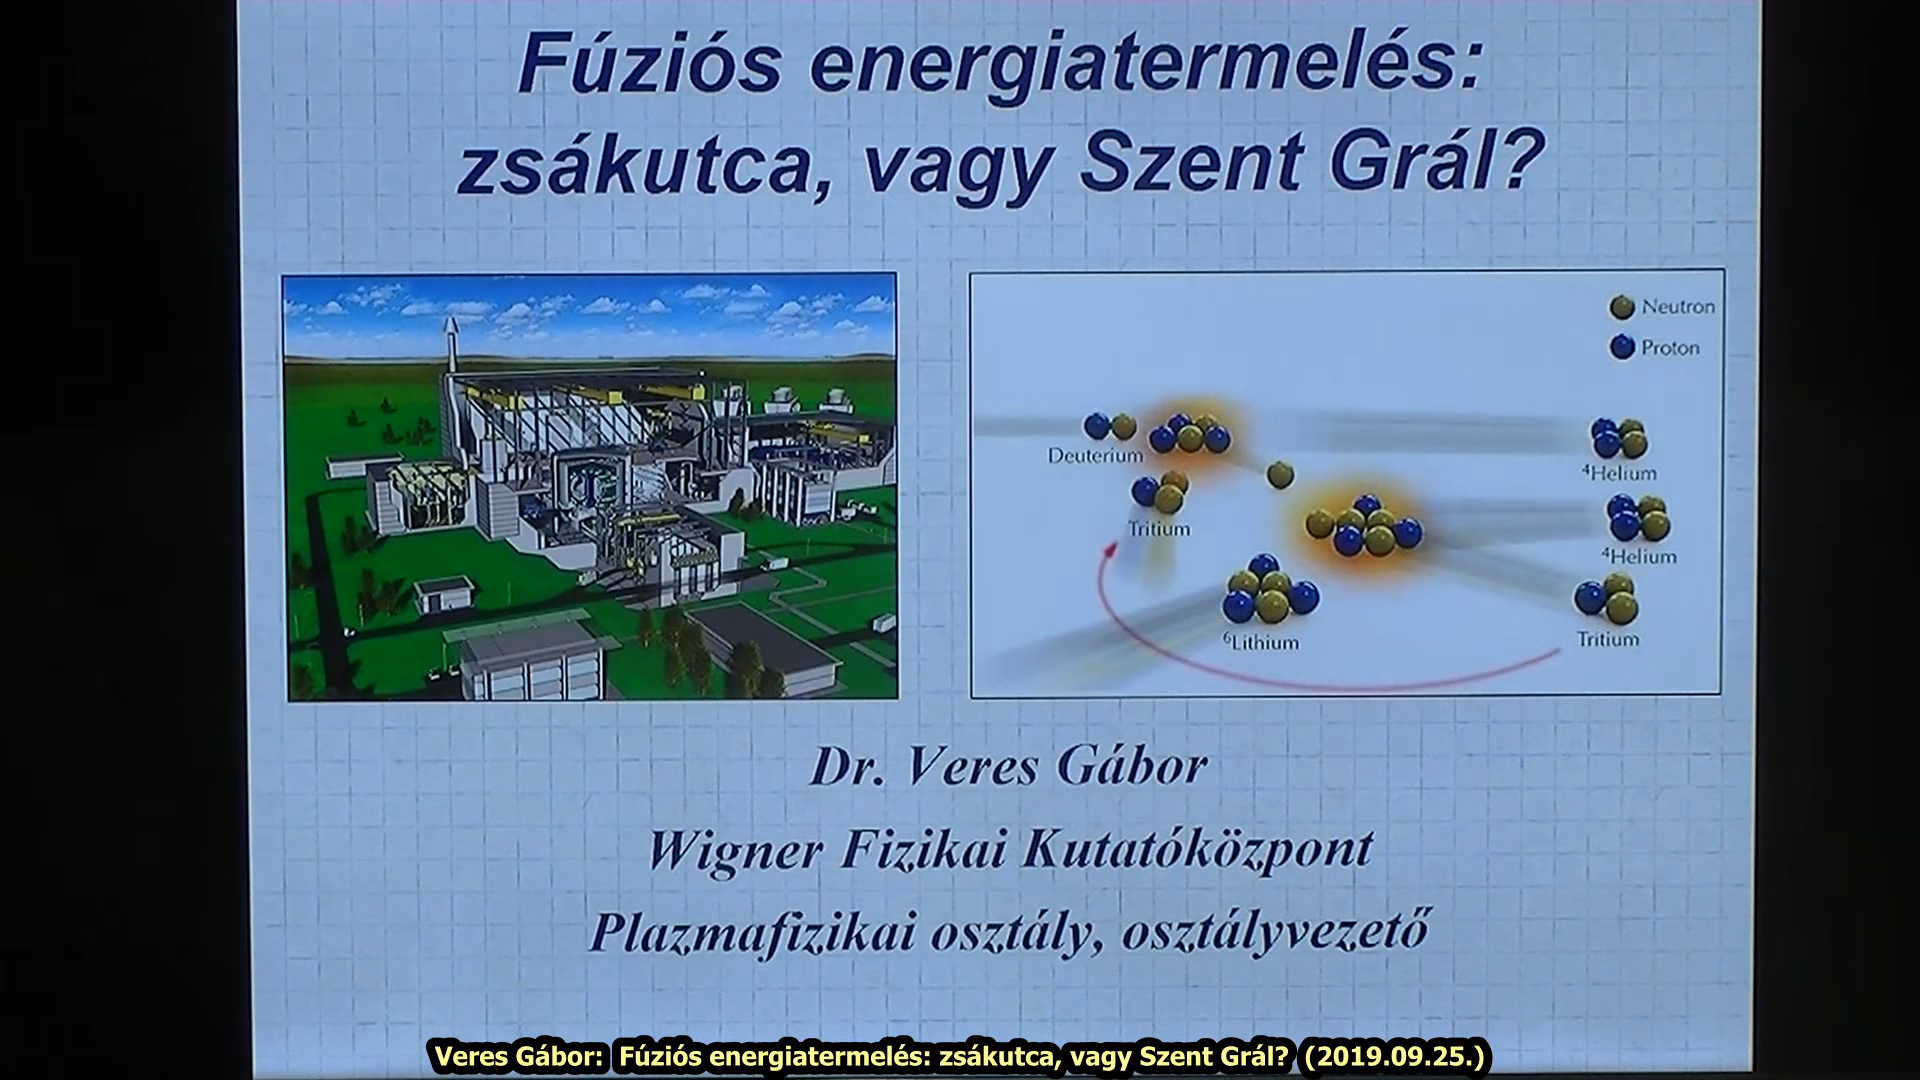 Fúziós energiatermelés:
zsákutca, vagy Szent Grál?
Neutron
Proton
Deuterium
Tritium
⁶Lithium
⁴Helium
⁴Helium
Tritium
Dr. Veres Gábor
Wigner Fizikai Kutatóközpont
Plazmafizikai osztály, osztályvezető
Veres Gábor: Fúziós energiatermelés: zsákutca, vagy Szent Grál? (2019.09.25.)